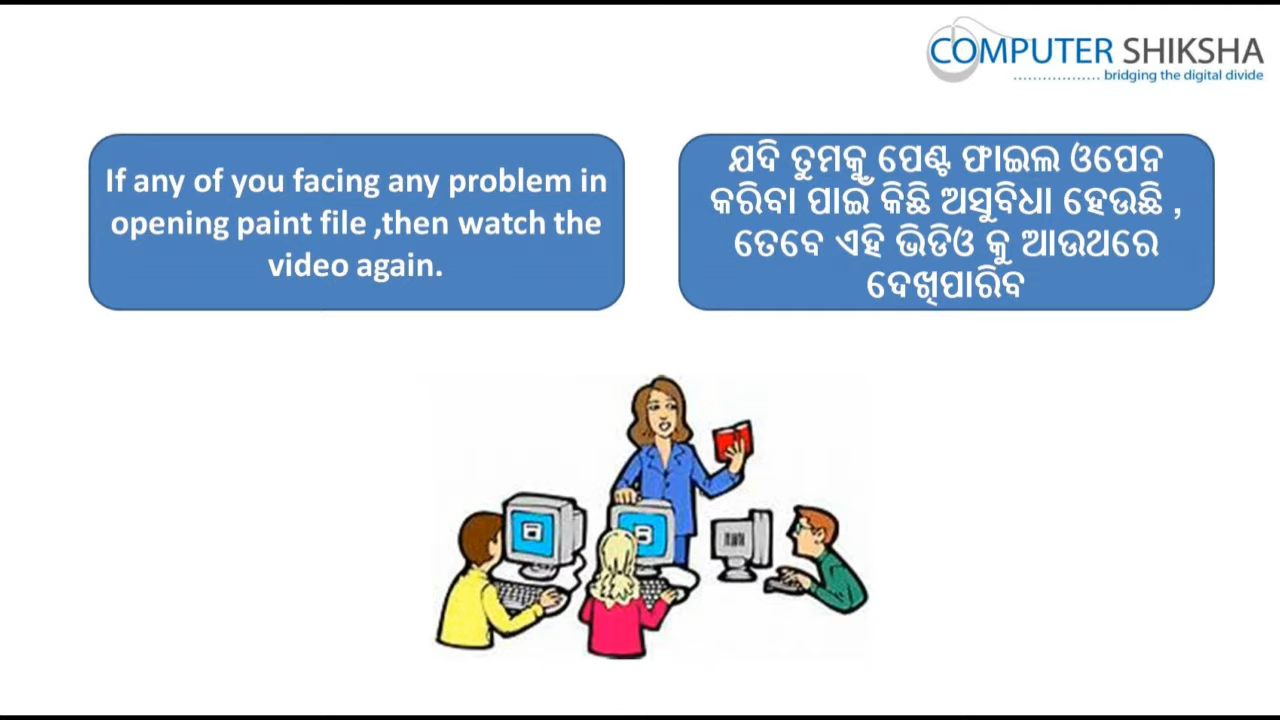 COMPUTER SHIKSHA
.................. bridging the digital divide
If any of you facing any problem in
opening paint file ,then watch the
video again.
ଯଦି ତୁମକୁ ପେଣ୍ଟ ଫାଇଲ ଓପେନ
କରିବା ପାଇଁ କିଛି ଅସୁବିଧା ହେଉଛି ,
ତେବେ ଏହି ଭିଡିଓ କୁ ଆଉଥରେ
ଦେଖିପାରିବ